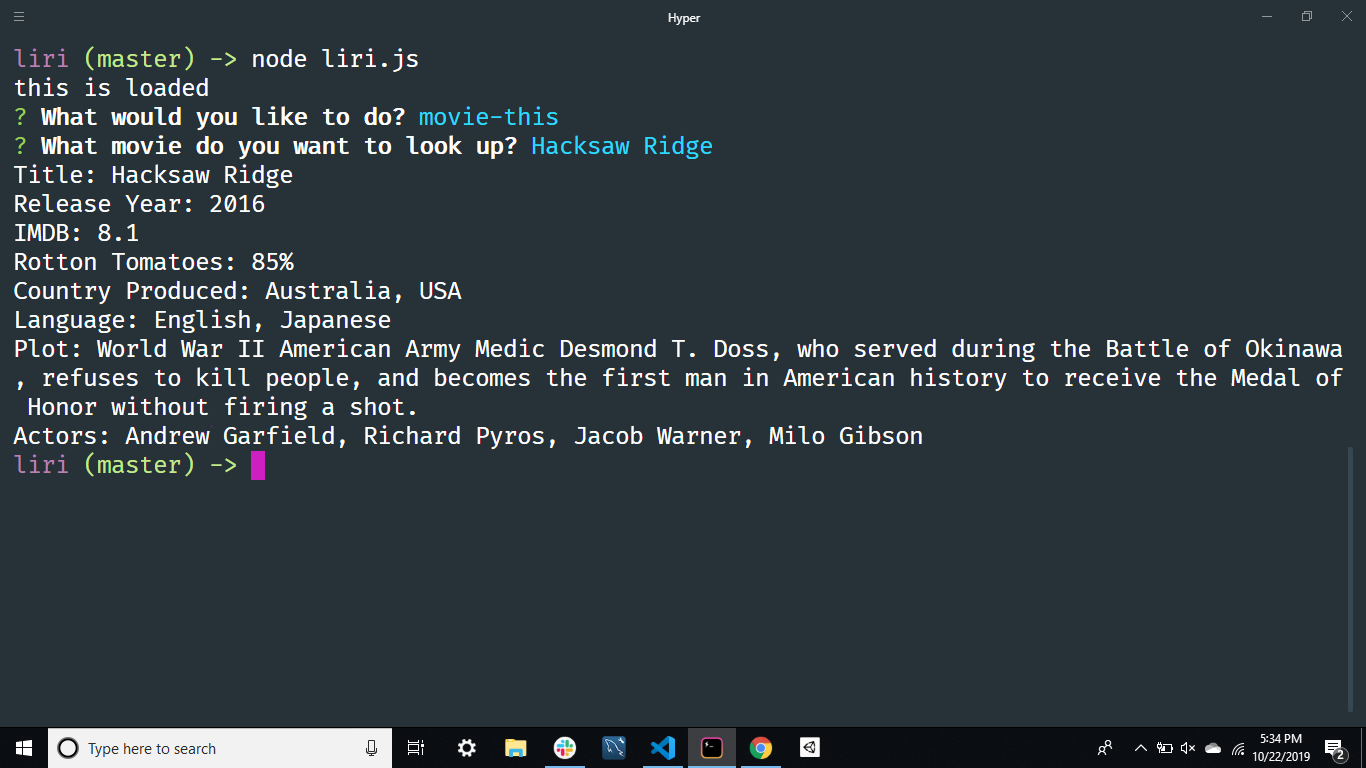 Hyper
liri (master) -> node liri.js
this is loaded
? What would you like to do? movie-this
? What movie do you want to look up? Hacksaw Ridge
Title: Hacksaw Ridge
Release Year: 2016
IMDB: 8.1
Rotton Tomatoes: 85%
Country Produced: Australia, USA
Language: English, Japanese
Plot: World War II American Army Medic Desmond T. Doss, who served during the Battle of Okinawa
, refuses to kill people, and becomes the first man in American history to receive the Medal of
Honor without firing a shot.
Actors: Andrew Garfield, Richard Pyros, Jacob Warner, Milo Gibson
liri (master) ->
Type here to search
5:34 PM
10/22/2019
2